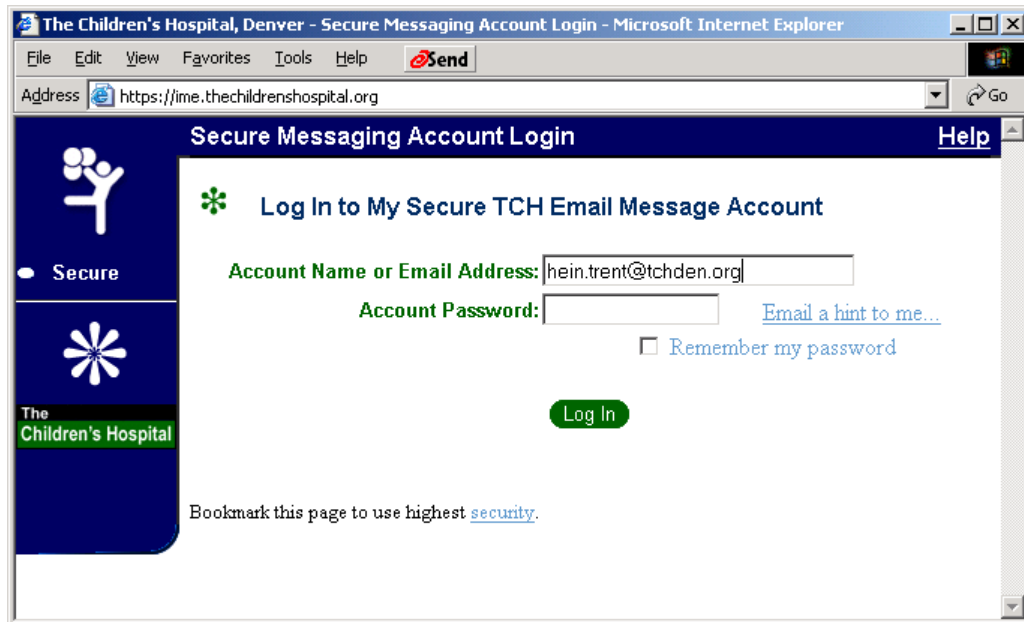 The Children's Hospital, Denver - Secure Messaging Account Login - Microsoft Internet Explorer
File Edit View Favorites Tools Help Send
Address https://ime.thechildrenshospital.org Go
Secure Messaging Account Login Help
Log In to My Secure TCH Email Message Account
Secure
Account Name or Email Address: hein.trent@tchden.org
Account Password: Email a hint to me...
Remember my password
The
Children's Hospital
Log In
Bookmark this page to use highest security.